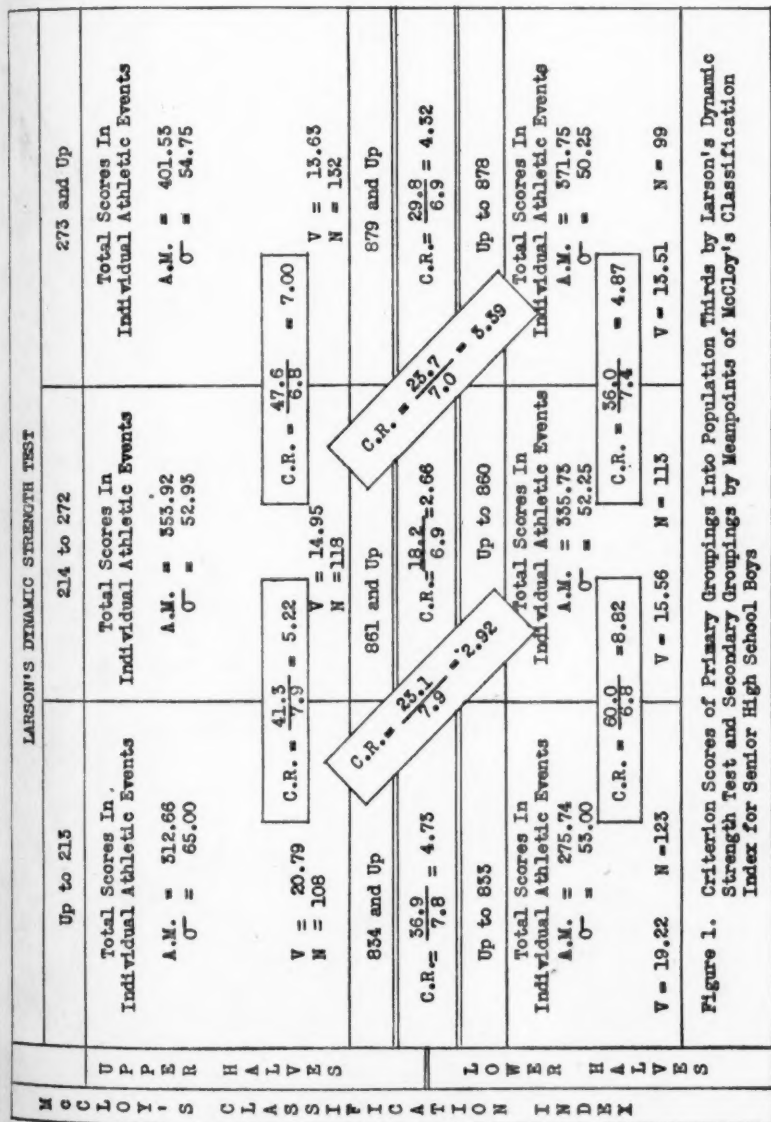 LARSON'S DYNAMIC STRENGTH TEST
Up to 213
214 to 272
273 and Up
McCLOY'S CLASSIFICATION INDEX
UPPER HALVES
Total Scores In
Individual Athletic Events
A.M. = 312.66
σ = 65.00
V = 20.79
N = 108
C.R. = 41.3/7.9 = 5.22
Total Scores In
Individual Athletic Events
A.M. = 353.92
σ = 52.93
V = 14.95
N = 118
C.R. = 47.6/6.8 = 7.00
Total Scores In
Individual Athletic Events
A.M. = 401.53
σ = 54.75
V = 13.63
N = 132
834 and Up
861 and Up
879 and Up
C.R. = 36.9/7.8 = 4.73
C.R. = 23.1/7.9 = 2.92
C.R. = 18.2/6.9 = 2.66
C.R. = 23.7/7.0 = 3.39
C.R. = 29.8/6.9 = 4.32
LOWER HALVES
Up to 833
Up to 860
Up to 878
Total Scores In
Individual Athletic Events
A.M. = 275.74
σ = 53.00
V = 19.22 N = 123
C.R. = 60.0/6.8 = 8.82
Total Scores In
Individual Athletic Events
A.M. = 335.73
σ = 52.25
V = 15.56 N = 113
C.R. = 36.0/7.4 = 4.87
Total Scores In
Individual Athletic Events
A.M. = 371.75
σ = 50.25
V = 13.51 N = 99
Figure 1. Criterion Scores of Primary Groupings Into Population Thirds by Larson's Dynamic
Strength Test and Secondary Groupings by Meanpoints of McCloy's Classification
Index for Senior High School Boys